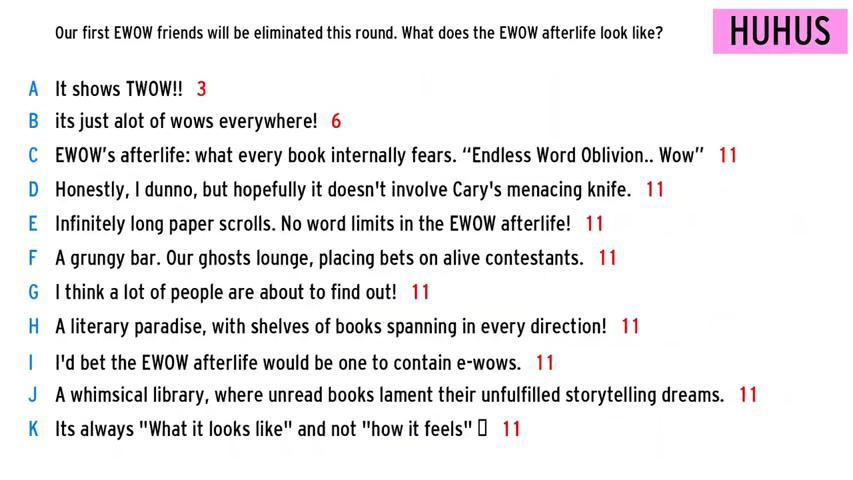 Our first EWOW friends will be eliminated this round. What does the EWOW afterlife look like?
HUHUS
A It shows TWOW!! 3
B its just alot of wows everywhere! 6
C EWOW’s afterlife: what every book internally fears. “Endless Word Oblivion.. Wow” 11
D Honestly, I dunno, but hopefully it doesn't involve Cary's menacing knife. 11
E Infinitely long paper scrolls. No word limits in the EWOW afterlife! 11
F A grungy bar. Our ghosts lounge, placing bets on alive contestants. 11
G I think a lot of people are about to find out! 11
H A literary paradise, with shelves of books spanning in every direction! 11
I I'd bet the EWOW afterlife would be one to contain e-wows. 11
J A whimsical library, where unread books lament their unfulfilled storytelling dreams. 11
K Its always "What it looks like" and not "how it feels" 11